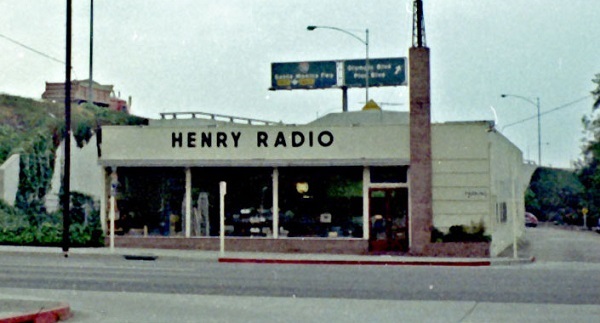 Santa Monica Fwy
Olympic Blvd
Pico Blvd
HENRY RADIO